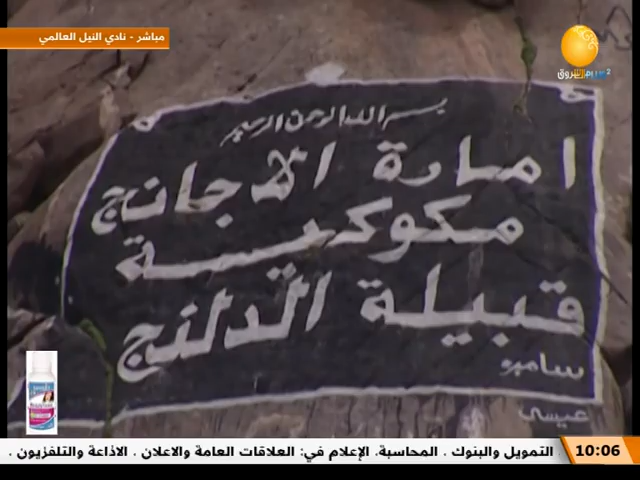 مباشر - نادي النيل العالمي
الشروق
بسم الله الرحمن الرحيم
امارة الاجانج
مكوكية
قبيلة الدلنج
سامبو
عيسى
التمويل والبنوك . المحاسبة. الإعلام في: العلاقات العامة والاعلان . الاذاعة والتلفزيون .
10:06